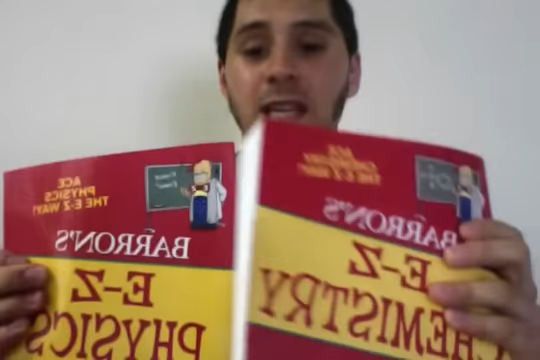 ACE
PHYSICS
THE E-Z WAY!
BARRON'S
E-Z
PHYSICS
ACE
CHEMISTRY
THE E-Z WAY!
BARRON'S
E-Z
CHEMISTRY